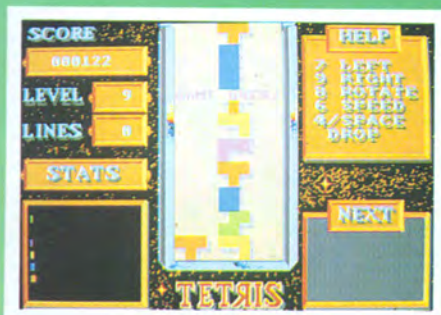 SCORE
000122
LEVEL 9
LINES 0
STATS
HELP
7 LEFT
9 RIGHT
8 ROTATE
6 SPEED
4/SPACE
DROP
NEXT
TETRIS